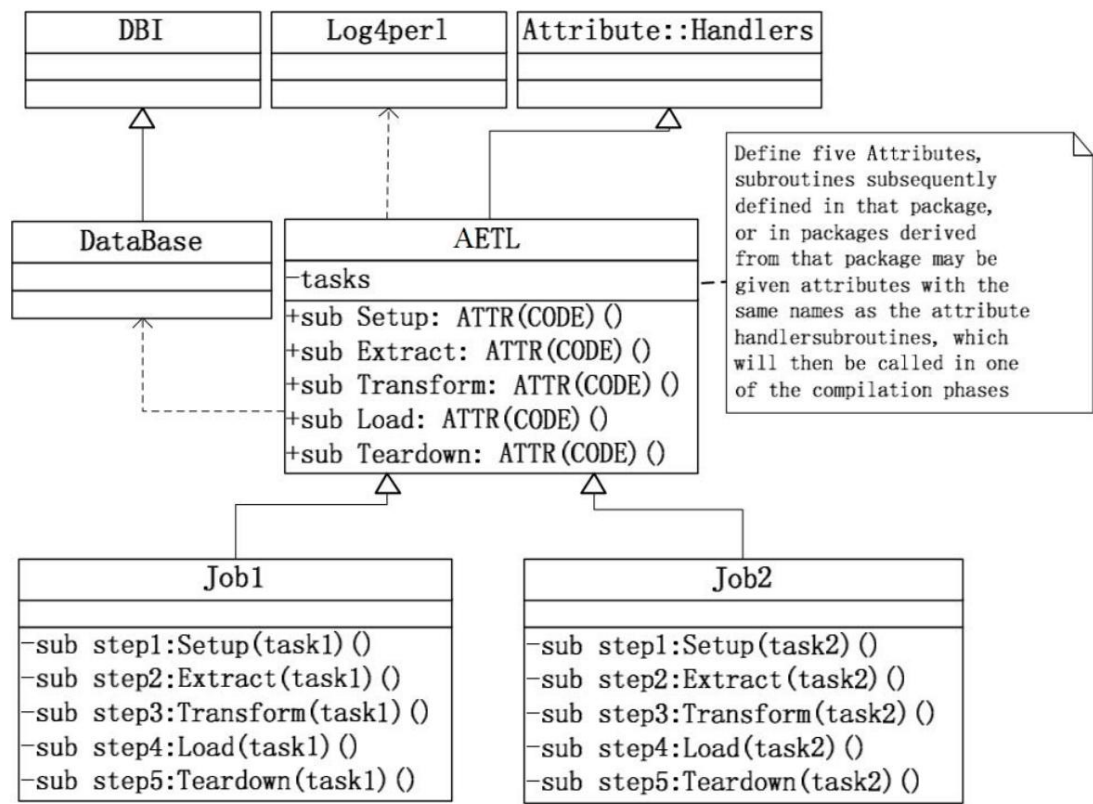 DBI
Log4perl
Attribute::Handlers
DataBase
AETL
-tasks
+sub Setup: ATTR(CODE)()
+sub Extract: ATTR(CODE)()
+sub Transform: ATTR(CODE)()
+sub Load: ATTR(CODE)()
+sub Teardown: ATTR(CODE)()
Define five Attributes,
subroutines subsequently
defined in that package,
or in packages derived
from that package may be
given attributes with the
same names as the attribute
handlersubroutines, which
will then be called in one
of the compilation phases
Job1
-sub step1:Setup(task1)()
-sub step2:Extract(task1)()
-sub step3:Transform(task1)()
-sub step4:Load(task1)()
-sub step5:Teardown(task1)()
Job2
-sub step1:Setup(task2)()
-sub step2:Extract(task2)()
-sub step3:Transform(task2)()
-sub step4:Load(task2)()
-sub step5:Teardown(task2)()